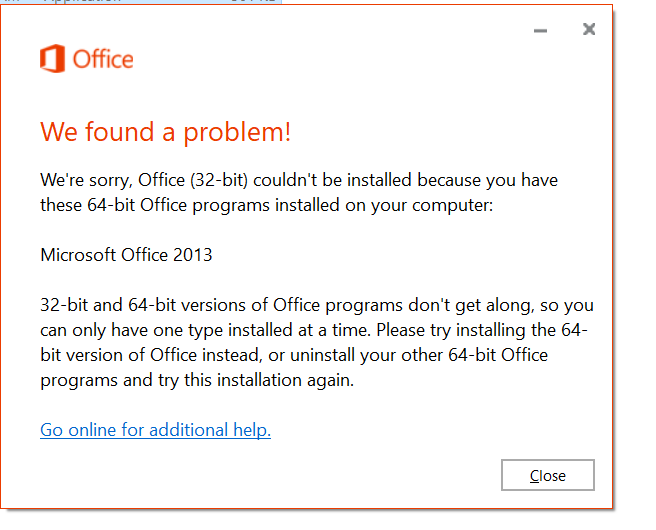 Office
We found a problem!
We're sorry, Office (32-bit) couldn't be installed because you have
these 64-bit Office programs installed on your computer:
Microsoft Office 2013
32-bit and 64-bit versions of Office programs don't get along, so you
can only have one type installed at a time. Please try installing the 64-
bit version of Office instead, or uninstall your other 64-bit Office
programs and try this installation again.
Go online for additional help.
Close